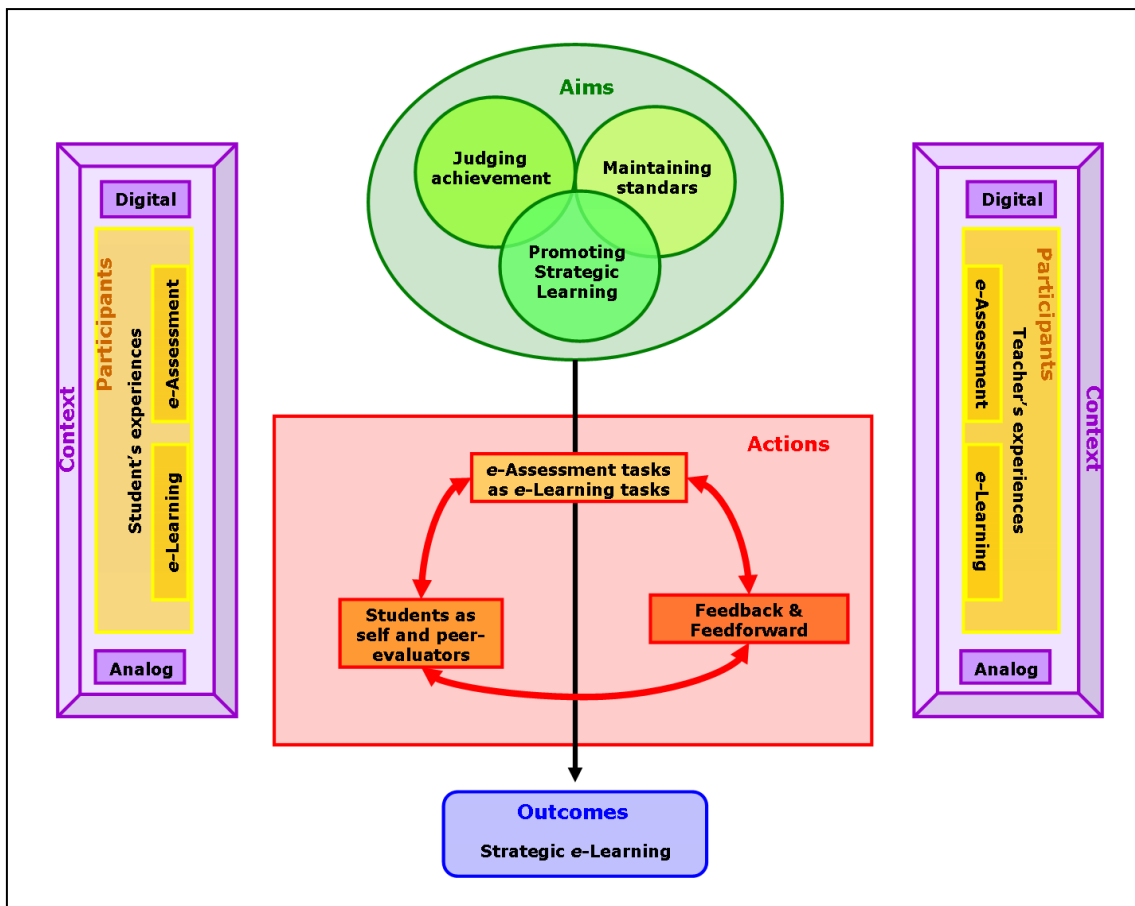 Aims
Judging
achievement
Maintaining
standars
Promoting
Strategic
Learning
Context
Digital
Participants
Student's experiences
e-Assessment
e-Learning
Analog
Actions
e-Assessment tasks
as e-Learning tasks
Students as
self and peer-
evaluators
Feedback &
Feedforward
Digital
e-Assessment
e-Learning
Teacher's experiences
Participants
Context
Analog
Outcomes
Strategic e-Learning